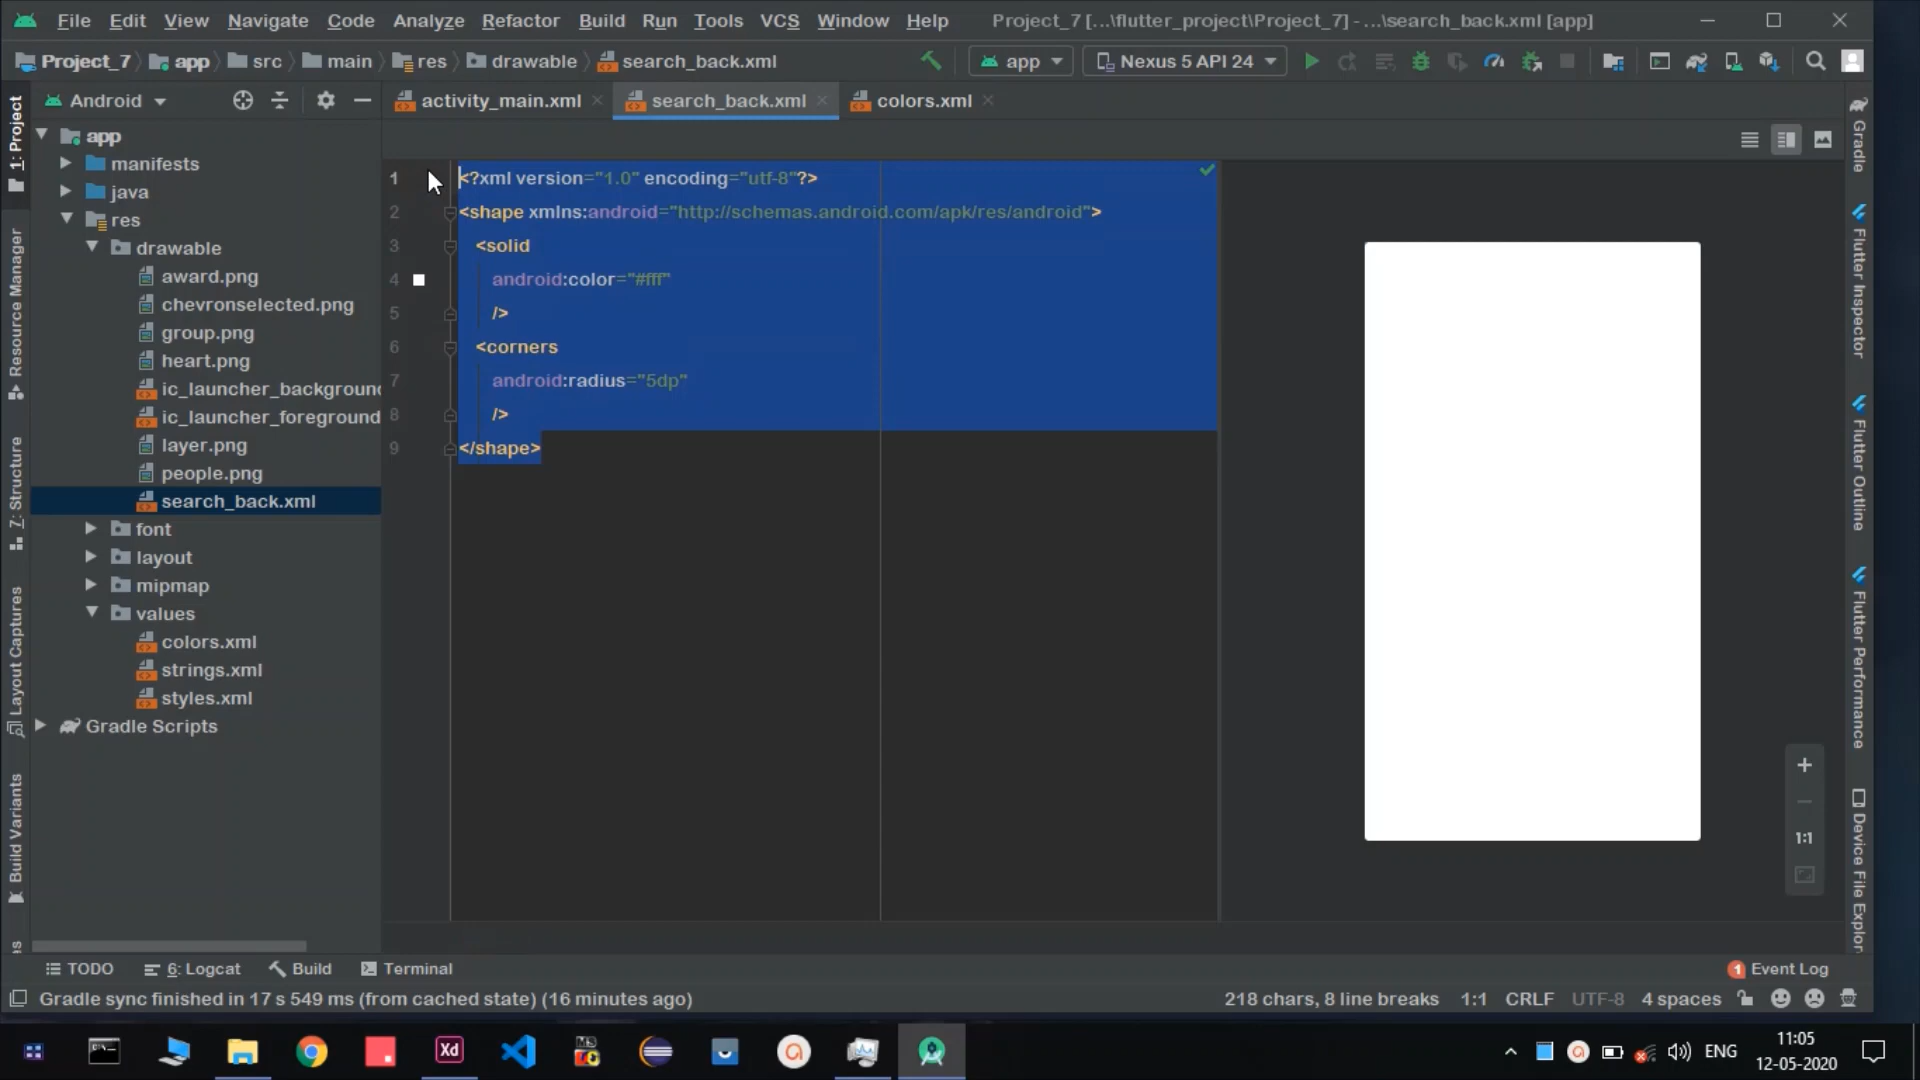 File Edit View Navigate Code Analyze Refactor Build Run Tools VCS Window Help Project_7 [...\flutter_project\Project_7] - ...\search_back.xml [app]
Project_7 app src main res drawable search_back.xml app Nexus 5 API 24
Android activity_main.xml search_back.xml colors.xml
app
manifests
java
res
drawable
award.png
chevronselected.png
group.png
heart.png
ic_launcher_background
ic_launcher_foreground
layer.png
people.png
search_back.xml
font
layout
mipmap
values
colors.xml
strings.xml
styles.xml
Gradle Scripts
1 <?xml version="1.0" encoding="utf-8"?>
2 <shape xmlns:android="http://schemas.android.com/apk/res/android">
3 <solid
4 android:color="#fff"
5 />
6 <corners
7 android:radius="5dp"
8 />
9 </shape>
1: Project
Resource Manager
7: Structure
Layout Captures
Build Variants
Gradle
Flutter Inspector
Flutter Outline
Flutter Performance
Device File Explor
1:1
TODO 6: Logcat Build Terminal 1 Event Log
Gradle sync finished in 17 s 549 ms (from cached state) (16 minutes ago) 218 chars, 8 line breaks 1:1 CRLF UTF-8 4 spaces
Xd
ENG
11:05
12-05-2020